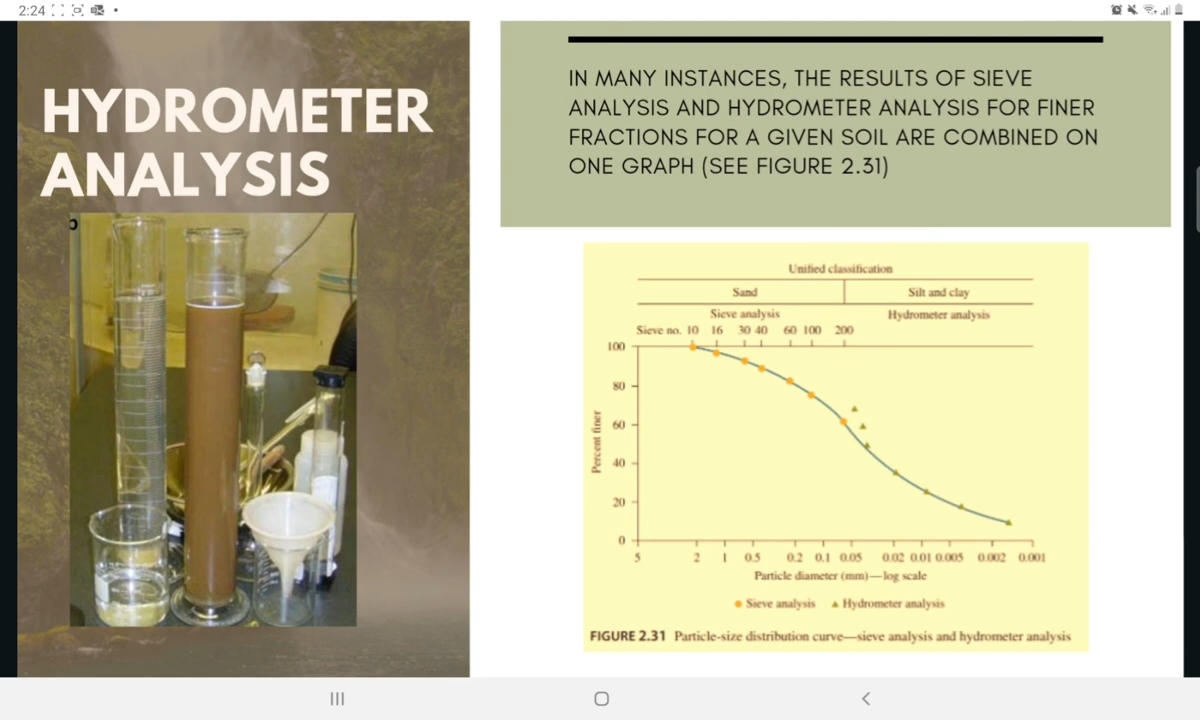 2:24
HYDROMETER
ANALYSIS
IN MANY INSTANCES, THE RESULTS OF SIEVE
ANALYSIS AND HYDROMETER ANALYSIS FOR FINER
FRACTIONS FOR A GIVEN SOIL ARE COMBINED ON
ONE GRAPH (SEE FIGURE 2.31)
Unified classification
Sand Silt and clay
Sieve analysis Hydrometer analysis
Sieve no. 10 16 30 40 60 100 200
100
80
60
40
20
0
Percent finer
5 2 1 0.5 0.2 0.1 0.05 0.02 0.01 0.005 0.002 0.001
Particle diameter (mm)—log scale
Sieve analysis Hydrometer analysis
FIGURE 2.31 Particle-size distribution curve—sieve analysis and hydrometer analysis